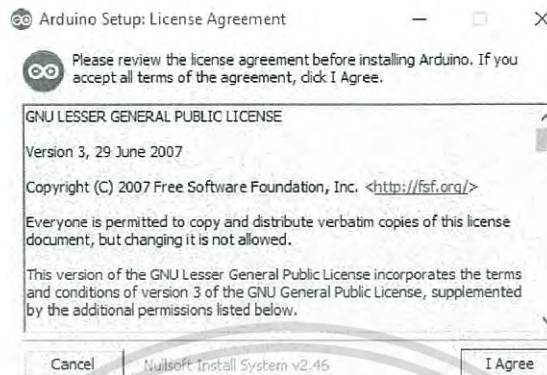 Arduino Setup: License Agreement
Please review the license agreement before installing Arduino. If you
accept all terms of the agreement, click I Agree.
GNU LESSER GENERAL PUBLIC LICENSE
Version 3, 29 June 2007
Copyright (C) 2007 Free Software Foundation, Inc. <http://fsf.org/>
Everyone is permitted to copy and distribute verbatim copies of this license
document, but changing it is not allowed.
This version of the GNU Lesser General Public License incorporates the terms
and conditions of version 3 of the GNU General Public License, supplemented
by the additional permissions listed below.
Cancel Nullsoft Install System v2.46 I Agree